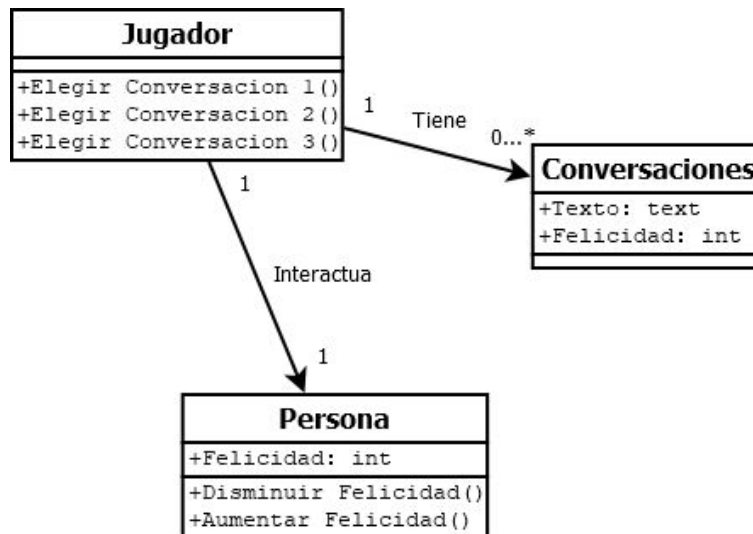 Jugador
+Elegir Conversacion 1()
+Elegir Conversacion 2()
+Elegir Conversacion 3()
1
Tiene
0...*
Conversaciones
+Texto: text
+Felicidad: int
1
Interactua
1
Persona
+Felicidad: int
+Disminuir Felicidad()
+Aumentar Felicidad()